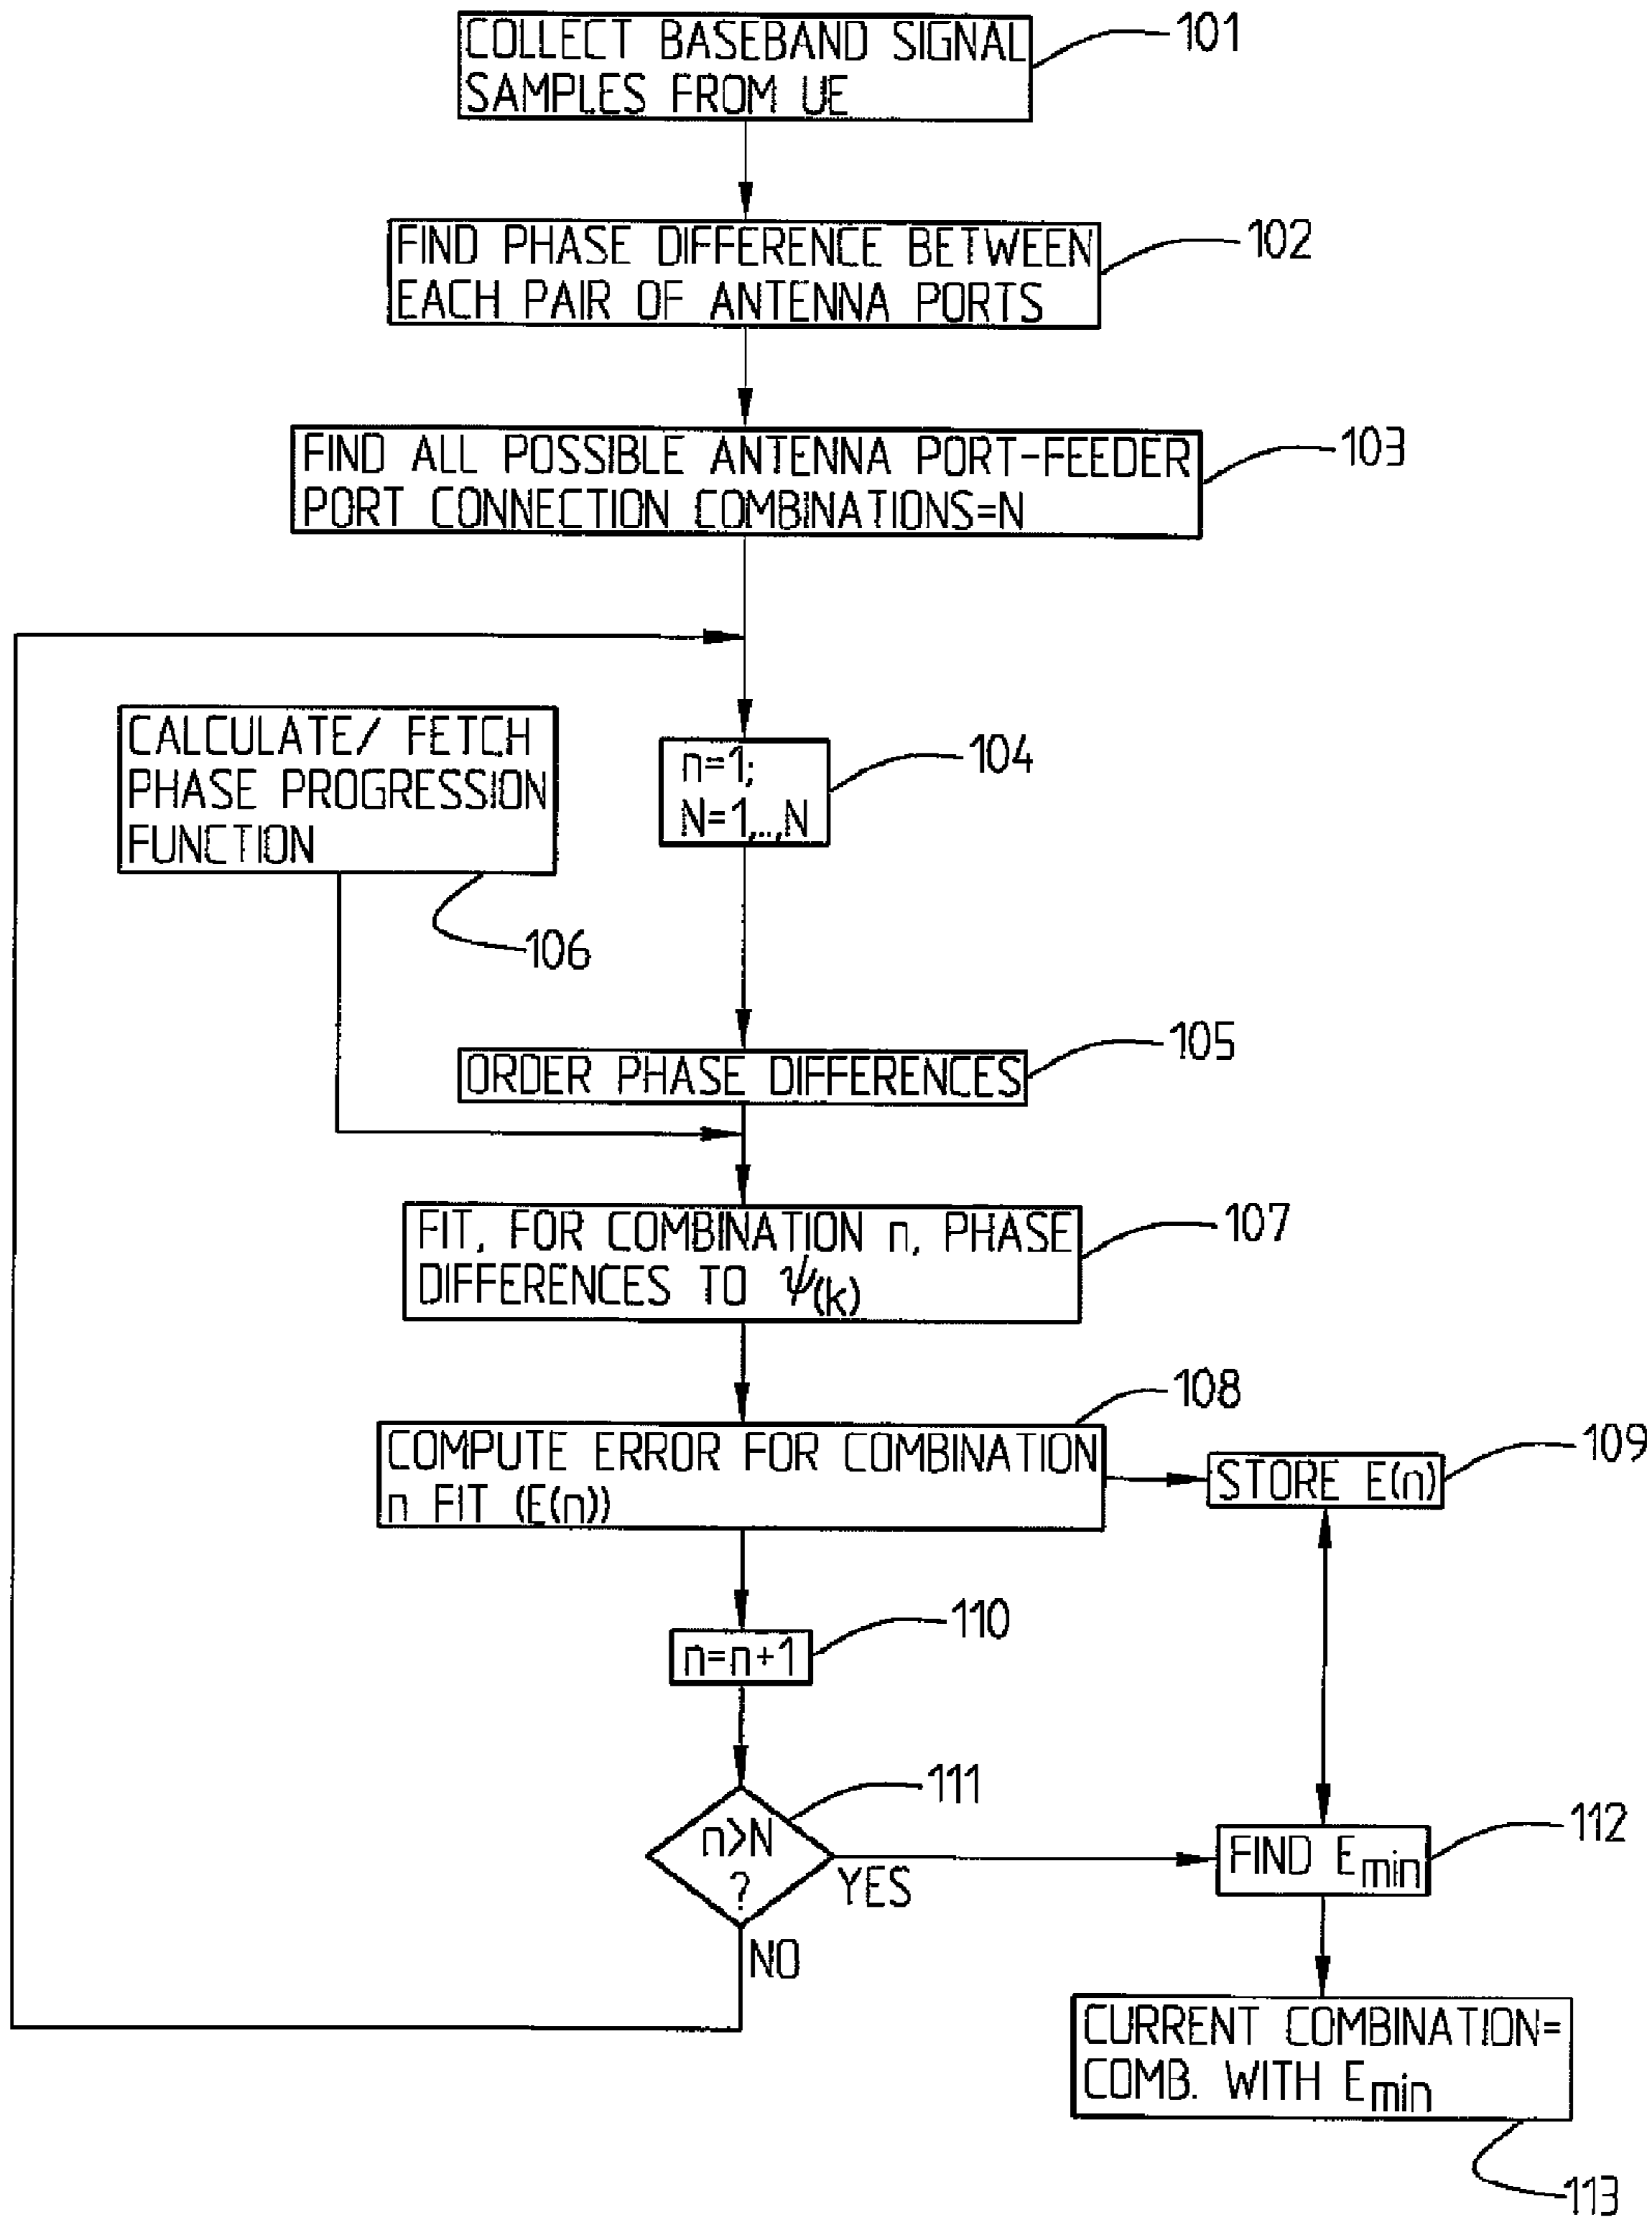 COLLECT BASEBAND SIGNAL
SAMPLES FROM UE
101
FIND PHASE DIFFERENCE BETWEEN
EACH PAIR OF ANTENNA PORTS
102
FIND ALL POSSIBLE ANTENNA PORT-FEEDER
PORT CONNECTION COMBINATIONS=N
103
CALCULATE/ FETCH
PHASE PROGRESSION
FUNCTION
106
n=1;
N=1,..,N
104
ORDER PHASE DIFFERENCES
105
FIT, FOR COMBINATION n, PHASE
DIFFERENCES TO ψ(k)
107
COMPUTE ERROR FOR COMBINATION
n FIT (E(n))
108
STORE E(n)
109
n=n+1
110
n>N
?
111
YES
NO
FIND Emin
112
CURRENT COMBINATION=
COMB. WITH Emin
113